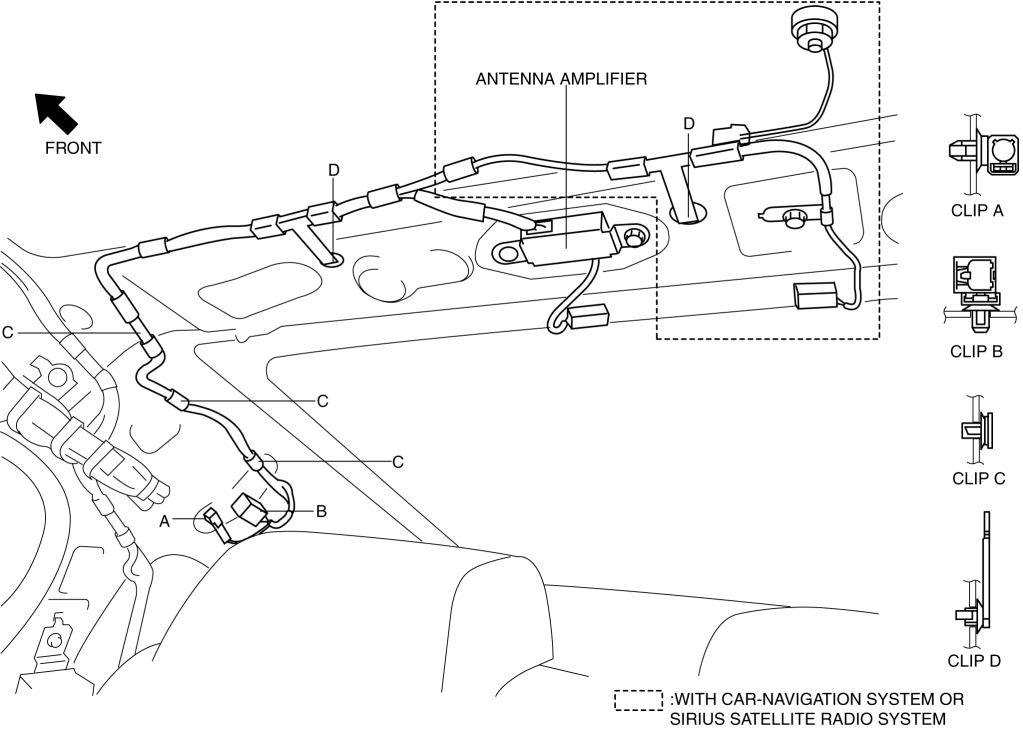 ANTENNA AMPLIFIER
D
FRONT
D
CLIP A
C
CLIP B
C
C
CLIP C
A
B
CLIP D
:WITH CAR-NAVIGATION SYSTEM OR
SIRIUS SATELLITE RADIO SYSTEM